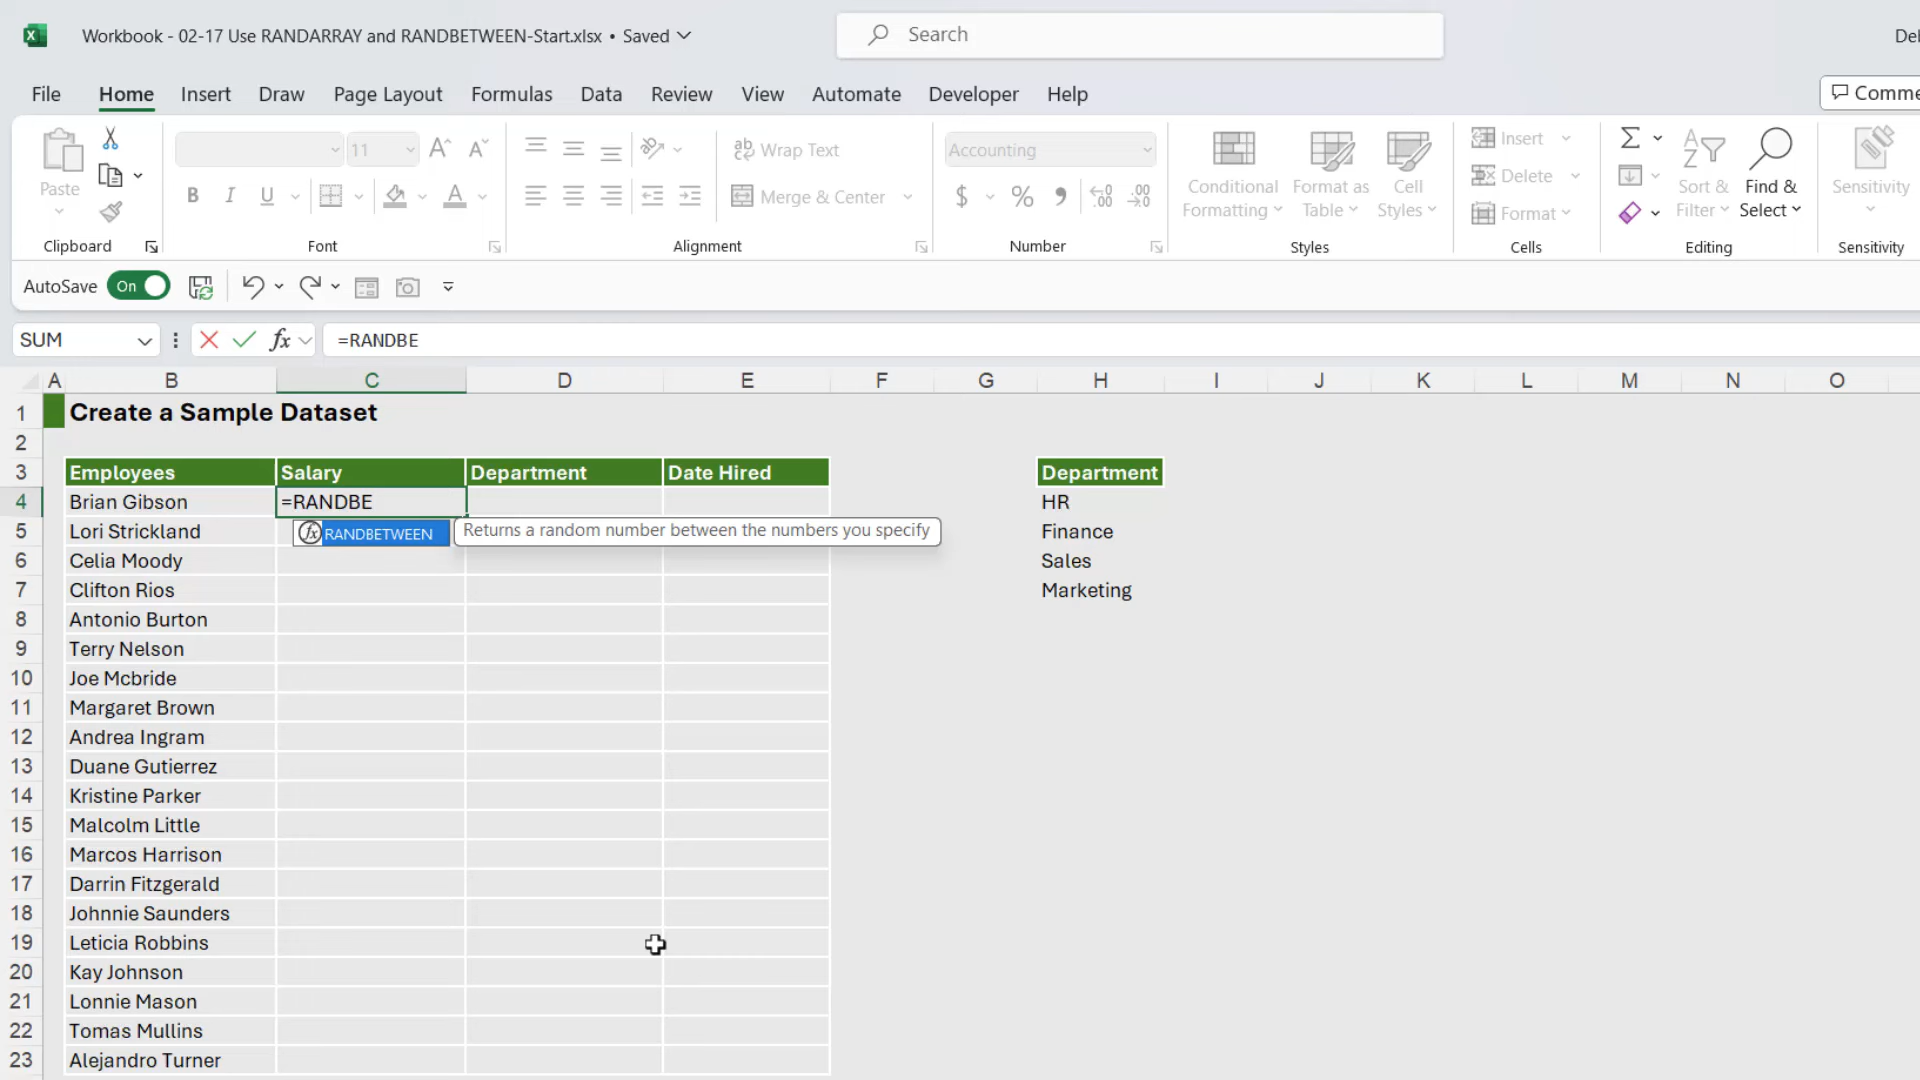 Workbook - 02-17 Use RANDARRAY and RANDBETWEEN-Start.xlsx • Saved
Search
File Home Insert Draw Page Layout Formulas Data Review View Automate Developer Help
Comme
Paste
11
Wrap Text
Merge & Center
Accounting
Conditional Formatting
Format as Table
Cell Styles
Insert
Delete
Format
Sort & Filter
Find & Select
Sensitivity
Clipboard Font Alignment Number Styles Cells Editing Sensitivity
AutoSave On
SUM fx =RANDBE
A B C D E F G H I J K L M N O
1 Create a Sample Dataset
2
3 Employees Salary Department Date Hired Department
4 Brian Gibson =RANDBE HR
5 Lori Strickland RANDBETWEEN Returns a random number between the numbers you specify Finance
6 Celia Moody Sales
7 Clifton Rios Marketing
8 Antonio Burton
9 Terry Nelson
10 Joe Mcbride
11 Margaret Brown
12 Andrea Ingram
13 Duane Gutierrez
14 Kristine Parker
15 Malcolm Little
16 Marcos Harrison
17 Darrin Fitzgerald
18 Johnnie Saunders
19 Leticia Robbins
20 Kay Johnson
21 Lonnie Mason
22 Tomas Mullins
23 Alejandro Turner